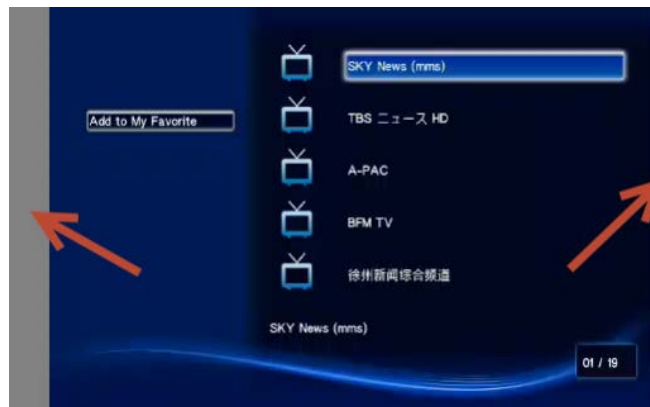 SKY News (mms)
Add to My Favorite
TBS ニュース HD
A-PAC
BFM TV
徐州新闻综合频道
SKY News (mms)
01 / 19